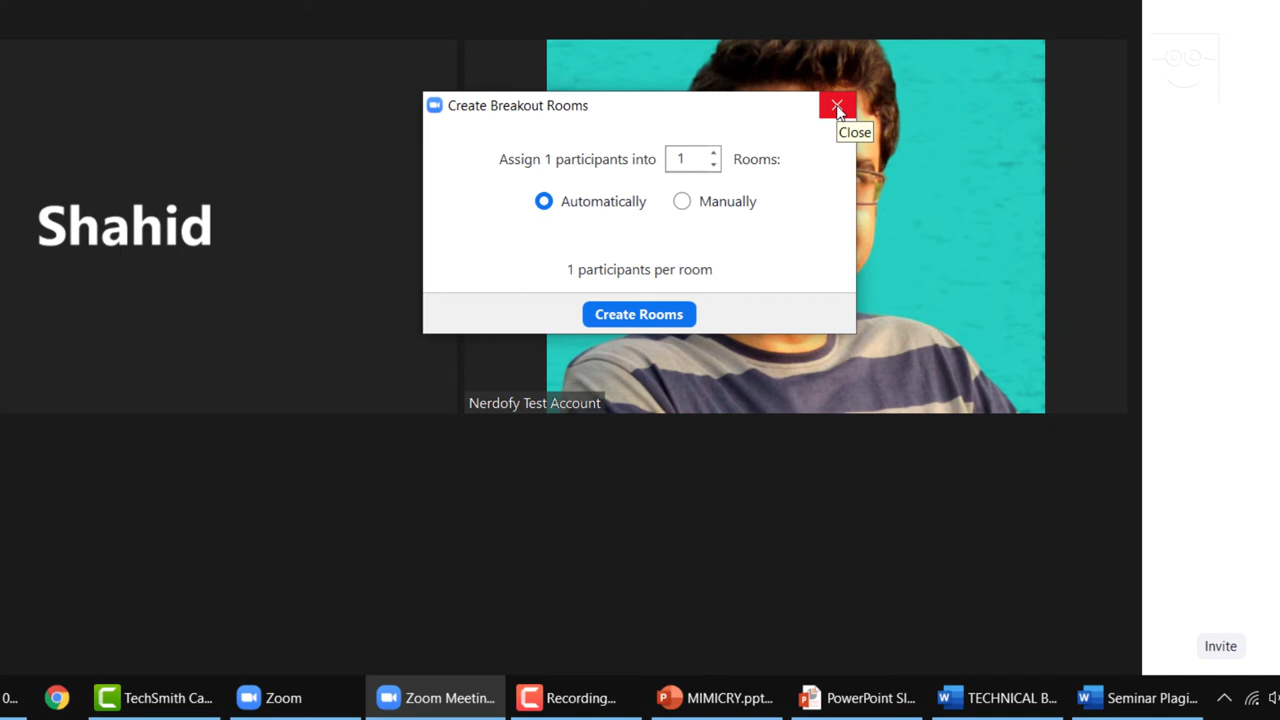 Create Breakout Rooms
Close
Assign 1 participants into 1 Rooms:
Automatically Manually
Shahid
1 participants per room
Create Rooms
Nerdofy Test Account
Invite
0... TechSmith Ca... Zoom Zoom Meetin... Recording... MIMICRY.ppt... PowerPoint Sl... TECHNICAL B... Seminar Plagi...